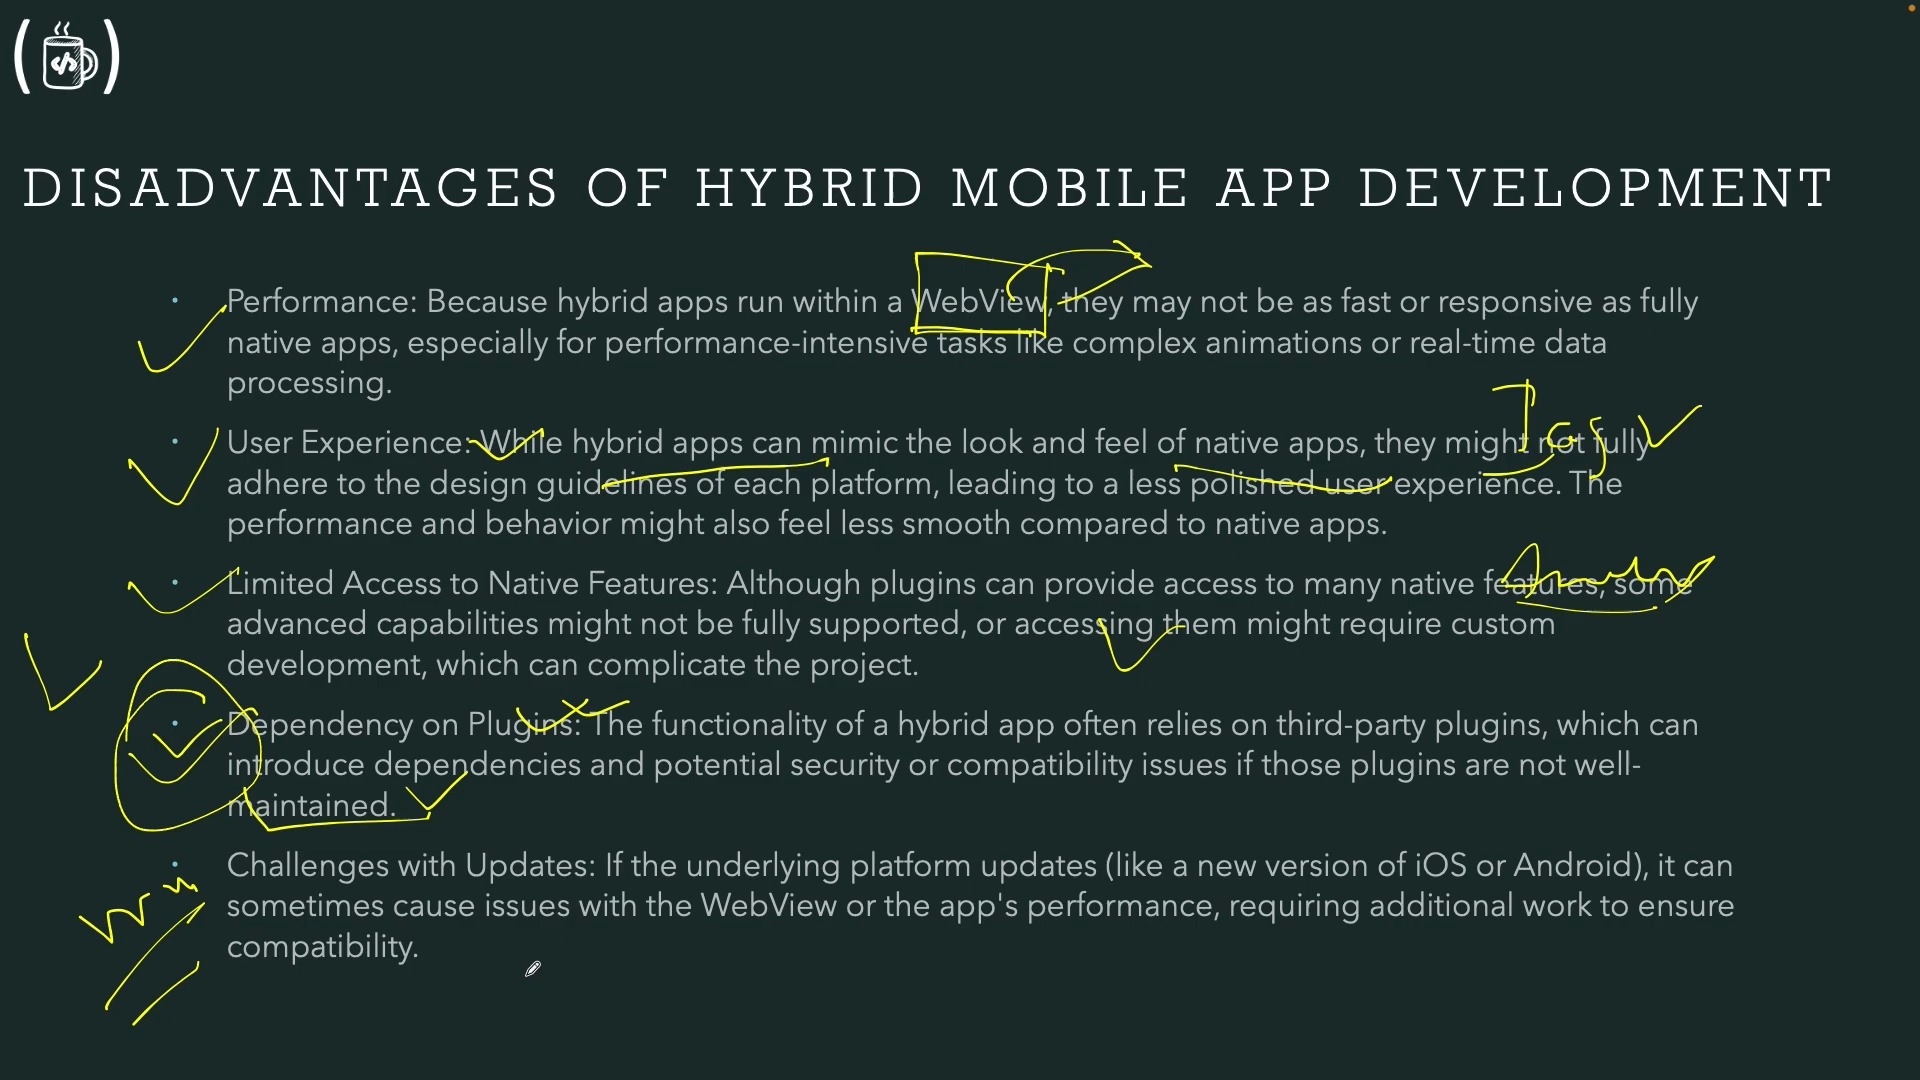 DISADVANTAGES OF HYBRID MOBILE APP DEVELOPMENT
• Performance: Because hybrid apps run within a WebView, they may not be as fast or responsive as fully
native apps, especially for performance-intensive tasks like complex animations or real-time data
processing.
• User Experience: While hybrid apps can mimic the look and feel of native apps, they might not fully
adhere to the design guidelines of each platform, leading to a less polished user experience. The
performance and behavior might also feel less smooth compared to native apps.
• Limited Access to Native Features: Although plugins can provide access to many native features, some
advanced capabilities might not be fully supported, or accessing them might require custom
development, which can complicate the project.
• Dependency on Plugins: The functionality of a hybrid app often relies on third-party plugins, which can
introduce dependencies and potential security or compatibility issues if those plugins are not well-
maintained.
• Challenges with Updates: If the underlying platform updates (like a new version of iOS or Android), it can
sometimes cause issues with the WebView or the app's performance, requiring additional work to ensure
compatibility.